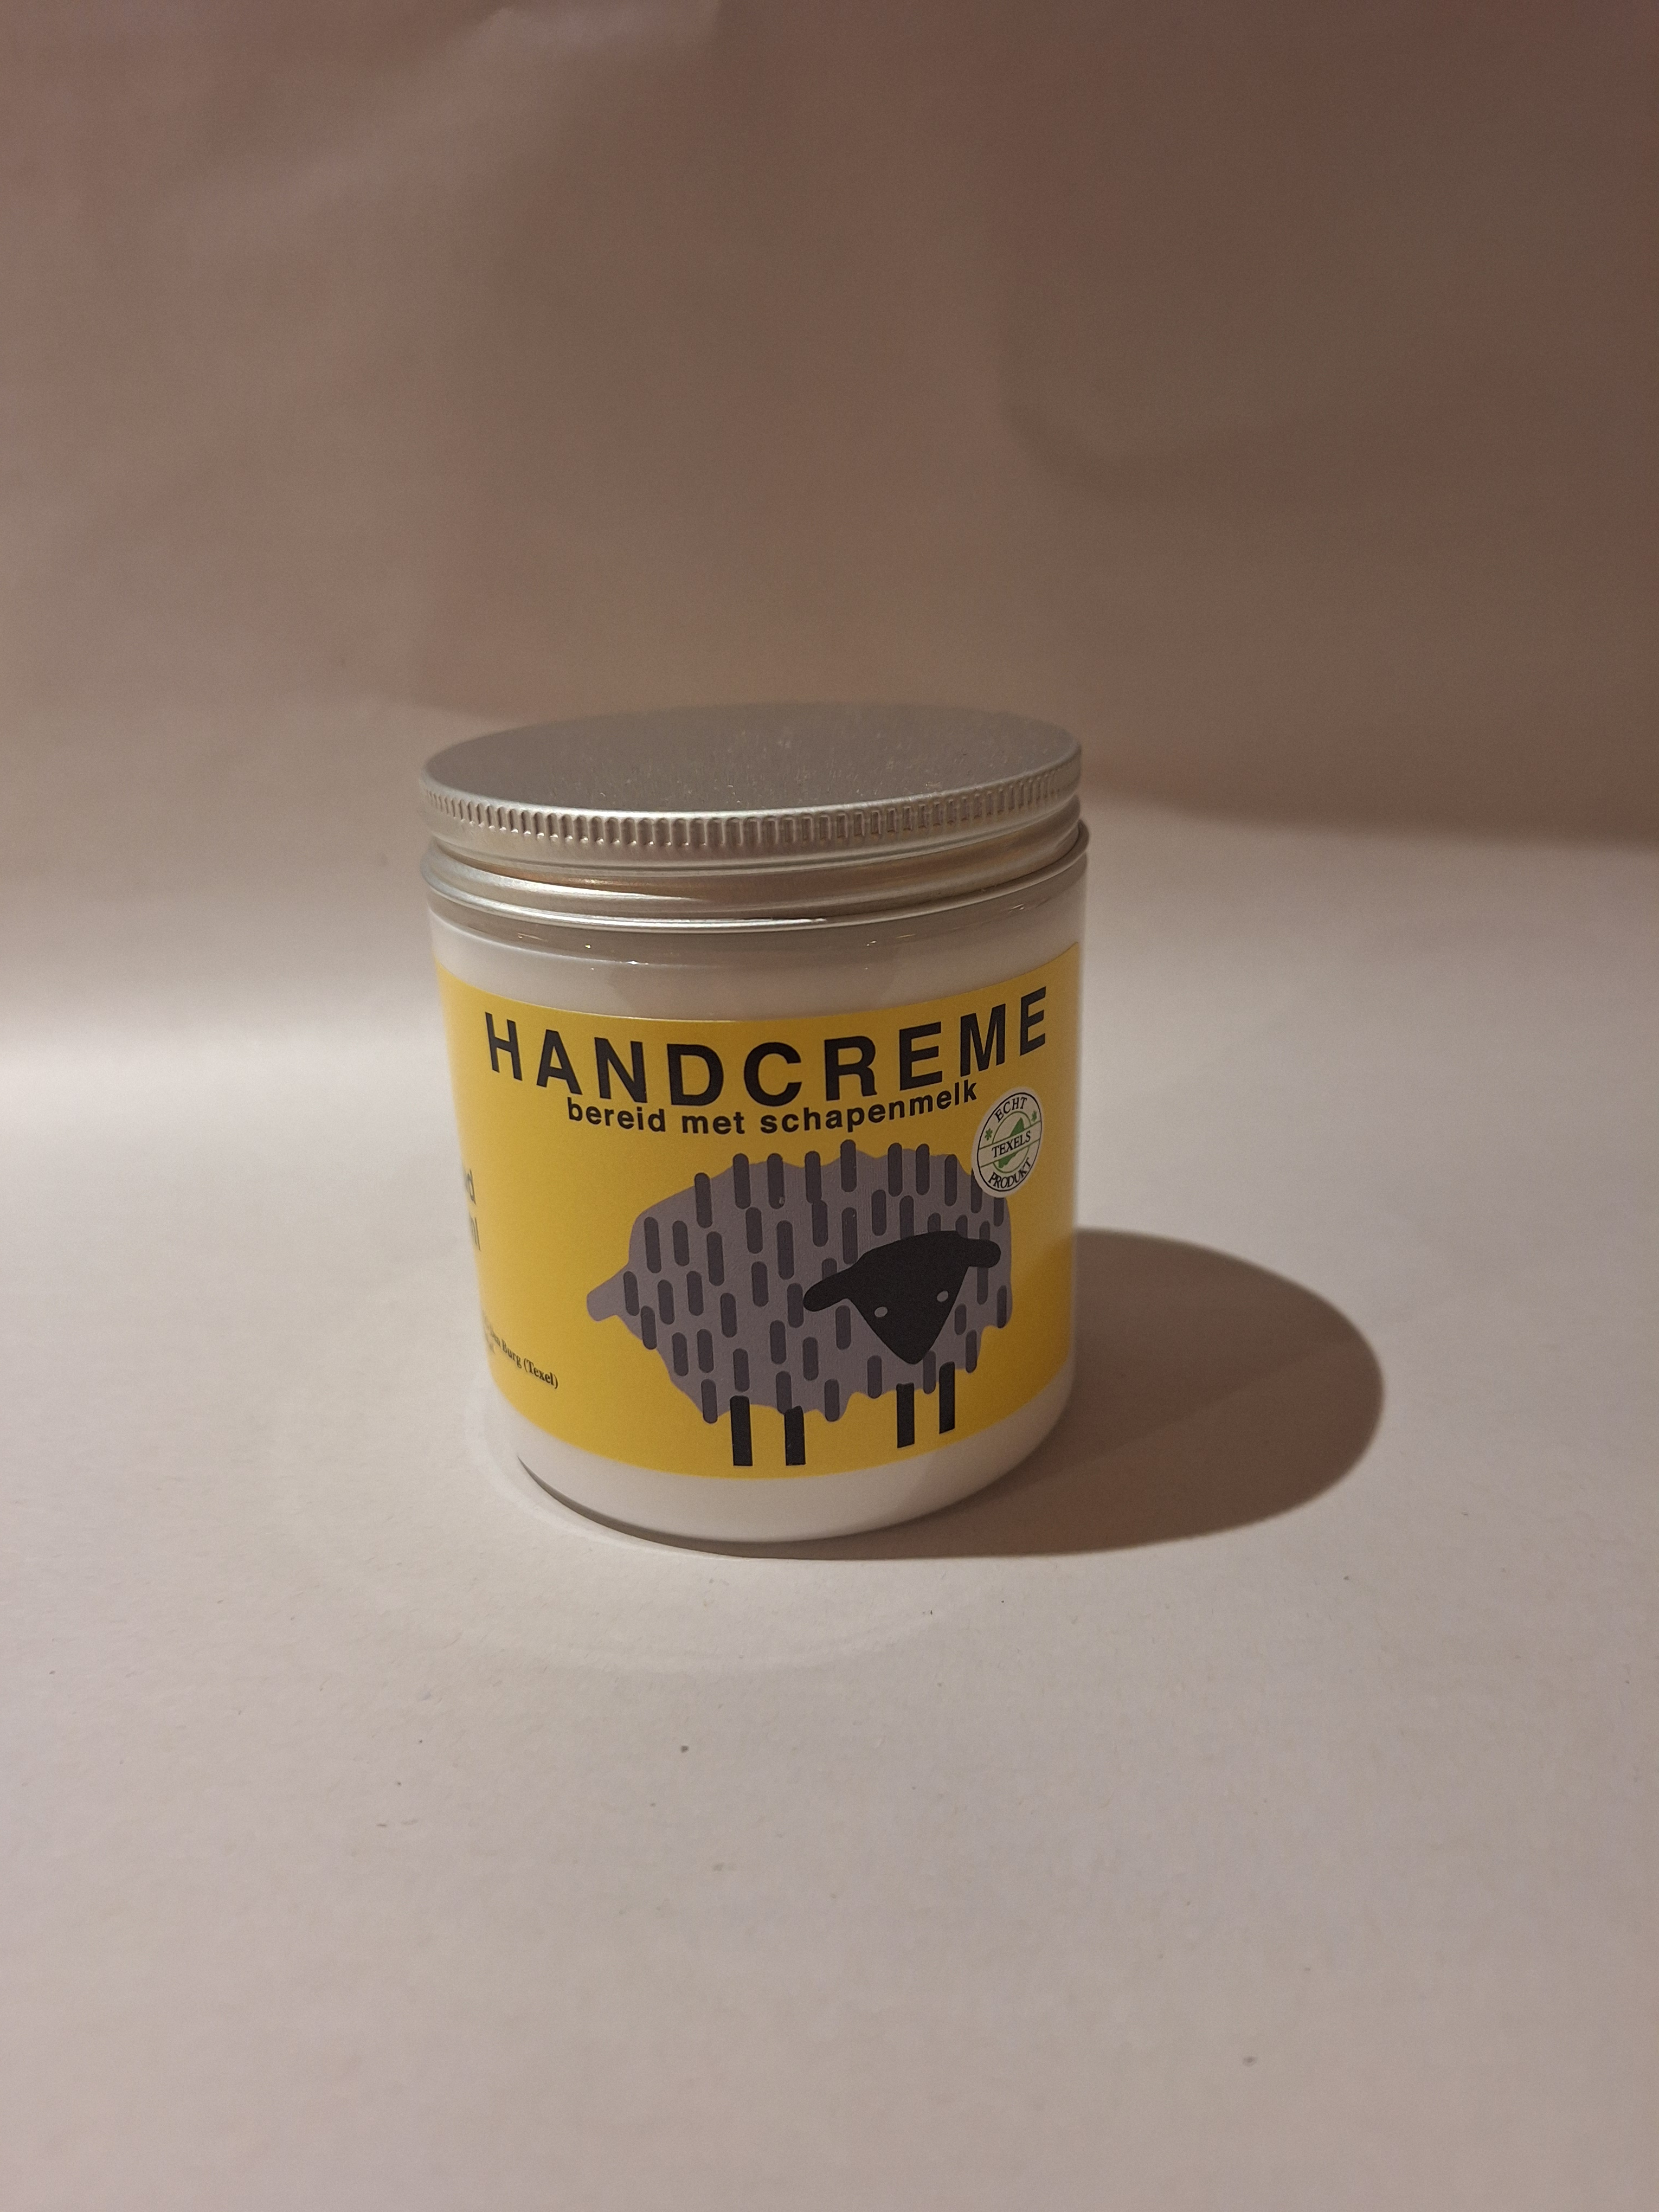 HANDCREME
bereid met schapenmelk
ECHT
TEXELS
PRODUKT
Burg (Texel)